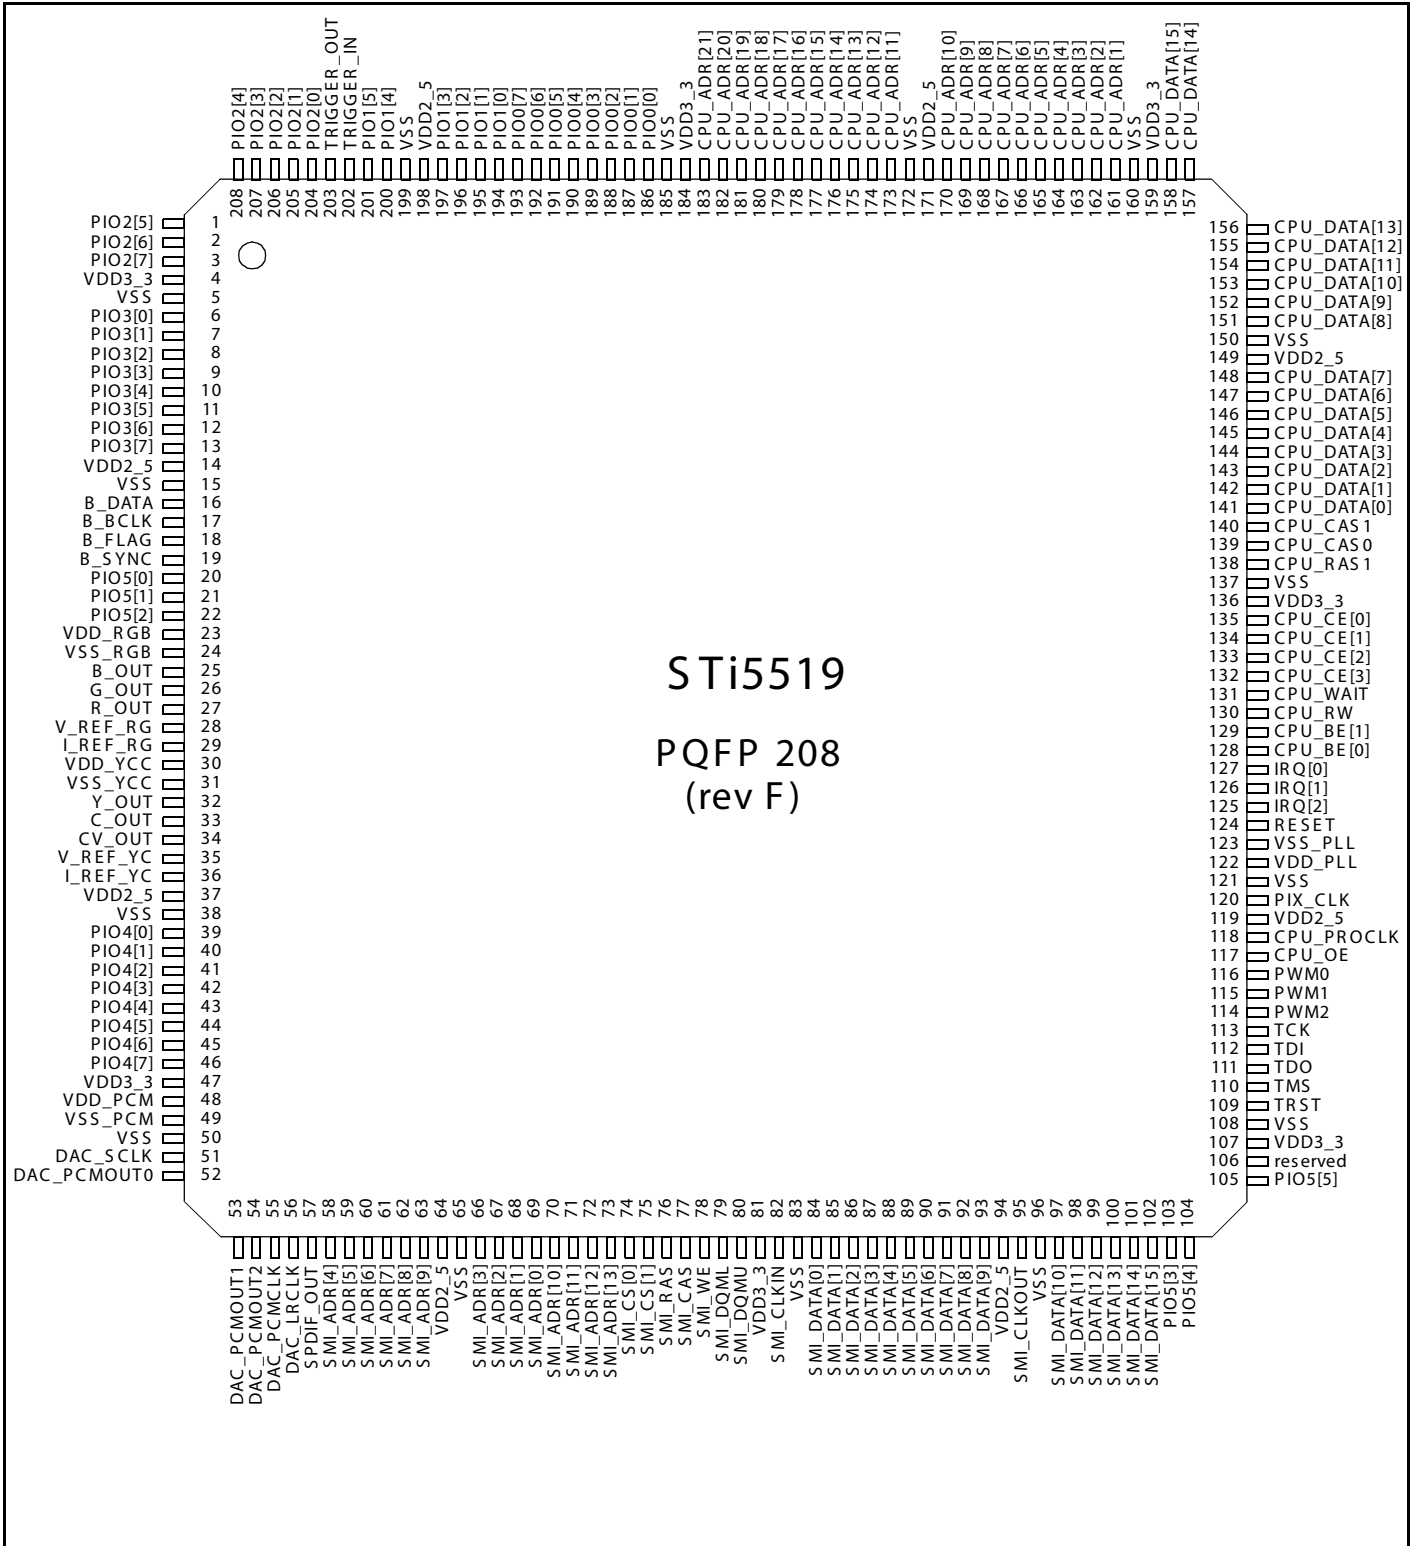 PIO2[4]
PIO2[3]
PIO2[2]
PIO2[1]
PIO2[0]
TRIGGER_OUT
TRIGGER_IN
PIO1[5]
PIO1[4]
VSS
VDD2_5
PIO1[3]
PIO1[2]
PIO1[1]
PIO1[0]
PIO0[7]
PIO0[6]
PIO0[5]
PIO0[4]
PIO0[3]
PIO0[2]
PIO0[1]
PIO0[0]
VSS
VDD3_3
CPU_ADR[21]
CPU_ADR[20]
CPU_ADR[19]
CPU_ADR[18]
CPU_ADR[17]
CPU_ADR[16]
CPU_ADR[15]
CPU_ADR[14]
CPU_ADR[13]
CPU_ADR[12]
CPU_ADR[11]
VSS
VDD2_5
CPU_ADR[10]
CPU_ADR[9]
CPU_ADR[8]
CPU_ADR[7]
CPU_ADR[6]
CPU_ADR[5]
CPU_ADR[4]
CPU_ADR[3]
CPU_ADR[2]
CPU_ADR[1]
VSS
VDD3_3
CPU_DATA[15]
CPU_DATA[14]
208
207
206
205
204
203
202
201
200
199
198
197
196
195
194
193
192
191
190
189
188
187
186
185
184
183
182
181
180
179
178
177
176
175
174
173
172
171
170
169
168
167
166
165
164
163
162
161
160
159
158
157
PIO2[5] 1
PIO2[6] 2
PIO2[7] 3
VDD3_3 4
VSS 5
PIO3[0] 6
PIO3[1] 7
PIO3[2] 8
PIO3[3] 9
PIO3[4] 10
PIO3[5] 11
PIO3[6] 12
PIO3[7] 13
VDD2_5 14
VSS 15
B_DATA 16
B_BCLK 17
B_FLAG 18
B_SYNC 19
PIO5[0] 20
PIO5[1] 21
PIO5[2] 22
VDD_RGB 23
VSS_RGB 24
B_OUT 25
G_OUT 26
R_OUT 27
V_REF_RG 28
I_REF_RG 29
VDD_YCC 30
VSS_YCC 31
Y_OUT 32
C_OUT 33
CV_OUT 34
V_REF_YC 35
I_REF_YC 36
VDD2_5 37
VSS 38
PIO4[0] 39
PIO4[1] 40
PIO4[2] 41
PIO4[3] 42
PIO4[4] 43
PIO4[5] 44
PIO4[6] 45
PIO4[7] 46
VDD3_3 47
VDD_PCM 48
VSS_PCM 49
VSS 50
DAC_SCLK 51
DAC_PCMOUT0 52
STi5519
PQFP 208
(rev F)
156 CPU_DATA[13]
155 CPU_DATA[12]
154 CPU_DATA[11]
153 CPU_DATA[10]
152 CPU_DATA[9]
151 CPU_DATA[8]
150 VSS
149 VDD2_5
148 CPU_DATA[7]
147 CPU_DATA[6]
146 CPU_DATA[5]
145 CPU_DATA[4]
144 CPU_DATA[3]
143 CPU_DATA[2]
142 CPU_DATA[1]
141 CPU_DATA[0]
140 CPU_CAS1
139 CPU_CAS0
138 CPU_RAS1
137 VSS
136 VDD3_3
135 CPU_CE[0]
134 CPU_CE[1]
133 CPU_CE[2]
132 CPU_CE[3]
131 CPU_WAIT
130 CPU_RW
129 CPU_BE[1]
128 CPU_BE[0]
127 IRQ[0]
126 IRQ[1]
125 IRQ[2]
124 RESET
123 VSS_PLL
122 VDD_PLL
121 VSS
120 PIX_CLK
119 VDD2_5
118 CPU_PROCLK
117 CPU_OE
116 PWM0
115 PWM1
114 PWM2
113 TCK
112 TDI
111 TDO
110 TMS
109 TRST
108 VSS
107 VDD3_3
106 reserved
105 PIO5[5]
53
54
55
56
57
58
59
60
61
62
63
64
65
66
67
68
69
70
71
72
73
74
75
76
77
78
79
80
81
82
83
84
85
86
87
88
89
90
91
92
93
94
95
96
97
98
99
100
101
102
103
104
DAC_PCMOUT1
DAC_PCMOUT2
DAC_PCMCLK
DAC_LRCLK
SPDIF_OUT
SMI_ADR[4]
SMI_ADR[5]
SMI_ADR[6]
SMI_ADR[7]
SMI_ADR[8]
SMI_ADR[9]
VDD2_5
VSS
SMI_ADR[3]
SMI_ADR[2]
SMI_ADR[1]
SMI_ADR[0]
SMI_ADR[10]
SMI_ADR[11]
SMI_ADR[12]
SMI_ADR[13]
SMI_CS[0]
SMI_CS[1]
SMI_RAS
SMI_CAS
SMI_WE
SMI_DQML
SMI_DQMU
VDD3_3
SMI_CLKIN
VSS
SMI_DATA[0]
SMI_DATA[1]
SMI_DATA[2]
SMI_DATA[3]
SMI_DATA[4]
SMI_DATA[5]
SMI_DATA[6]
SMI_DATA[7]
SMI_DATA[8]
SMI_DATA[9]
VDD2_5
SMI_CLKOUT
VSS
SMI_DATA[10]
SMI_DATA[11]
SMI_DATA[12]
SMI_DATA[13]
SMI_DATA[14]
SMI_DATA[15]
PIO5[3]
PIO5[4]